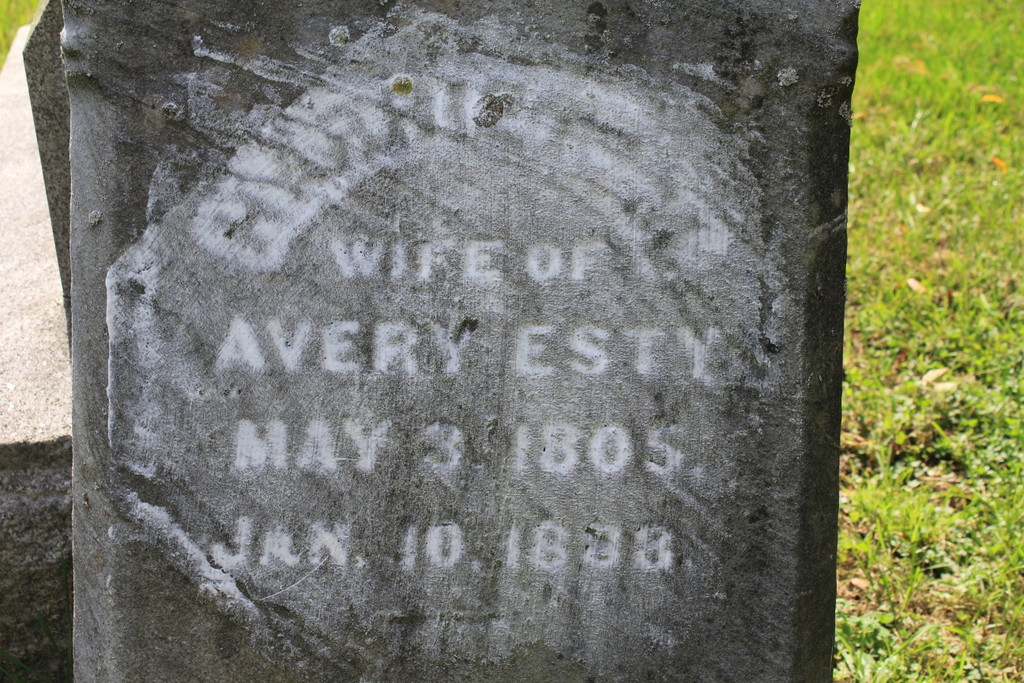 WIFE OF
AVERY ESTY
MAY 3. 1805.
JAN. 10. 1888.